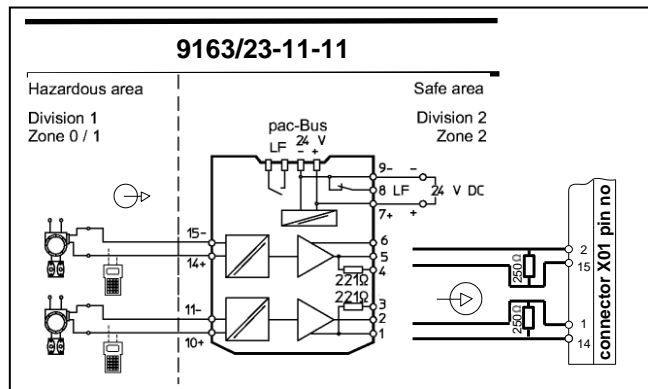 9163/23-11-11
Hazardous area
Safe area
Division 1
Zone 0 / 1
Division 2
Zone 2
pac-Bus
LF 24 V
- +
9- -
8 LF 24 V DC
7+ +
15-
14+
6
5
4
221Ω
221Ω
3
2
1
11-
10+
250Ω
250Ω
2
15
1
14
connector X01 pin no